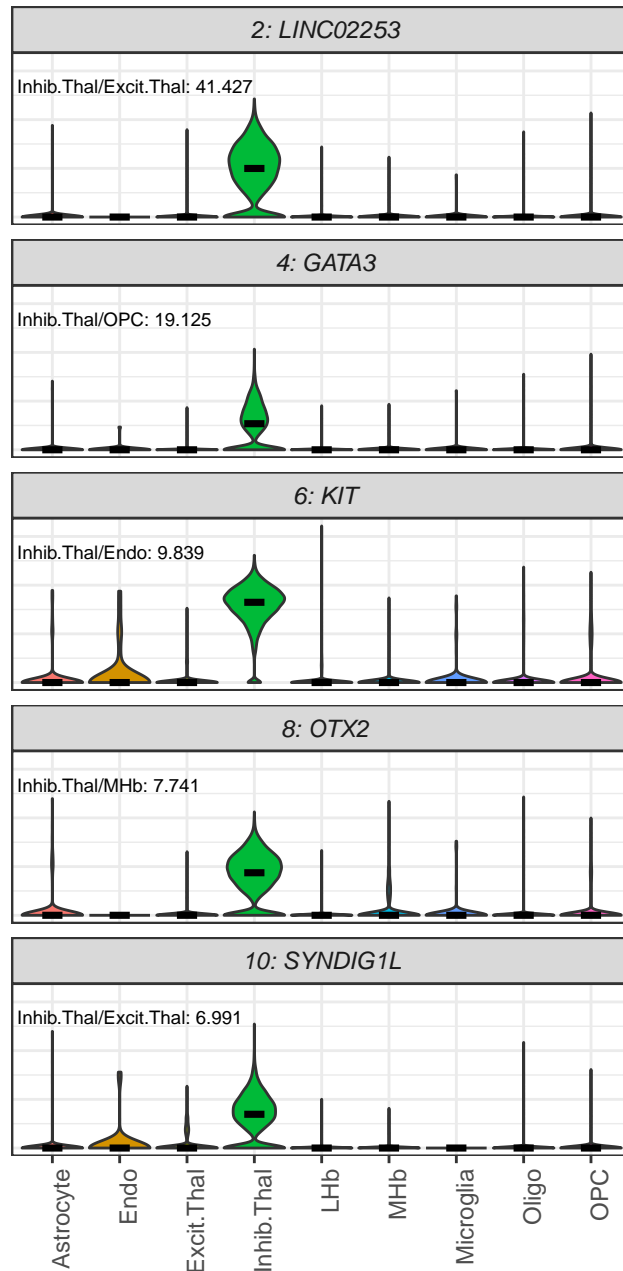 2: LINC02253
Inhib.Thal/Excit.Thal: 41.427
4: GATA3
Inhib.Thal/OPC: 19.125
6: KIT
Inhib.Thal/Endo: 9.839
8: OTX2
Inhib.Thal/MHb: 7.741
10: SYNDIG1L
Inhib.Thal/Excit.Thal: 6.991
Astrocyte
Endo
Excit.Thal
Inhib.Thal
LHb
MHb
Microglia
Oligo
OPC